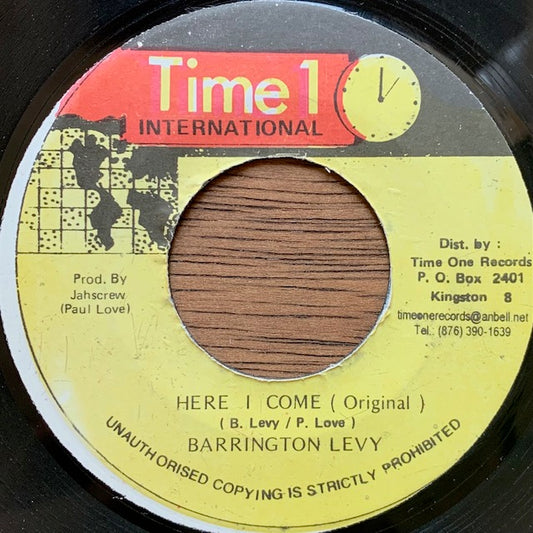 Time 1
INTERNATIONAL
Prod. By
Jahscrew
(Paul Love)
Dist. by :
Time One Records
P. O. Box 2401
Kingston 8
timeonerecords@anbell.net
Tel.: (876) 390-1639
HERE I COME ( Original )
( B. Levy / P. Love )
BARRINGTON LEVY
UNAUTHORISED COPYING IS STRICTLY PROHIBITED